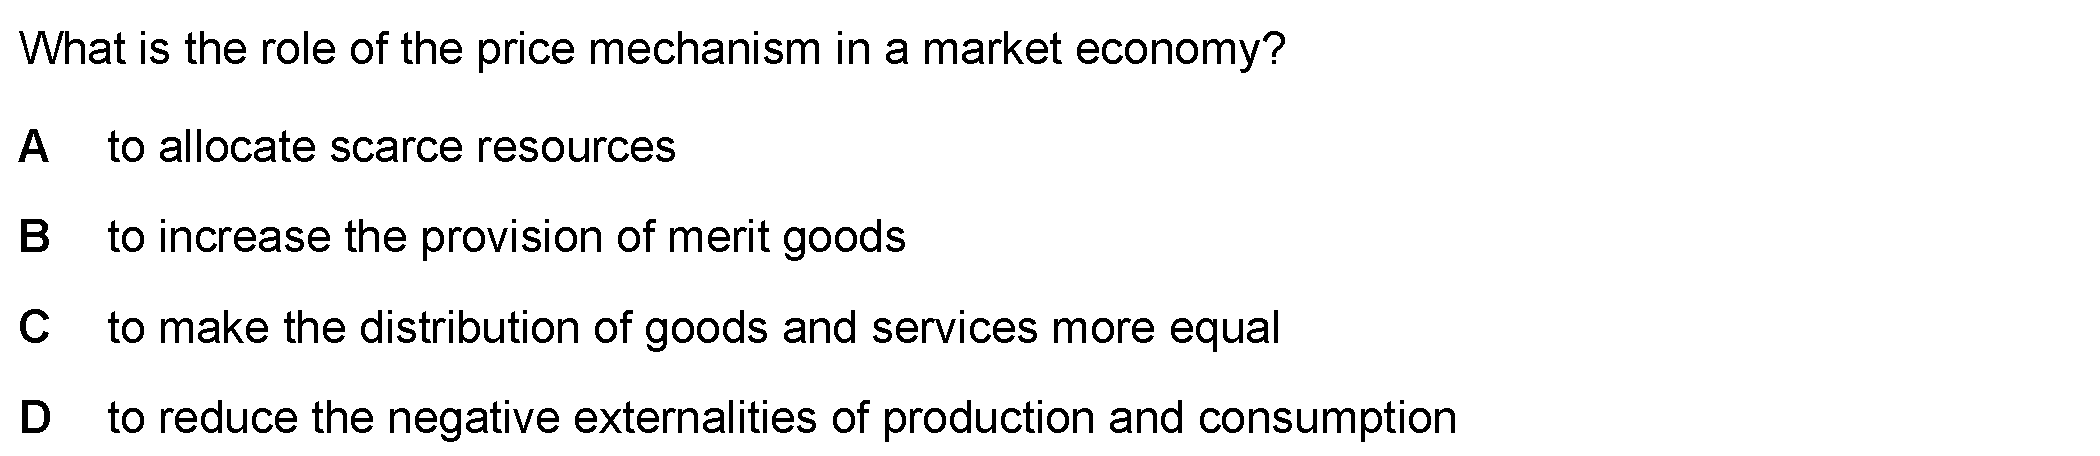 What is the role of the price mechanism in a market economy?
A to allocate scarce resources
B to increase the provision of merit goods
C to make the distribution of goods and services more equal
D to reduce the negative externalities of production and consumption